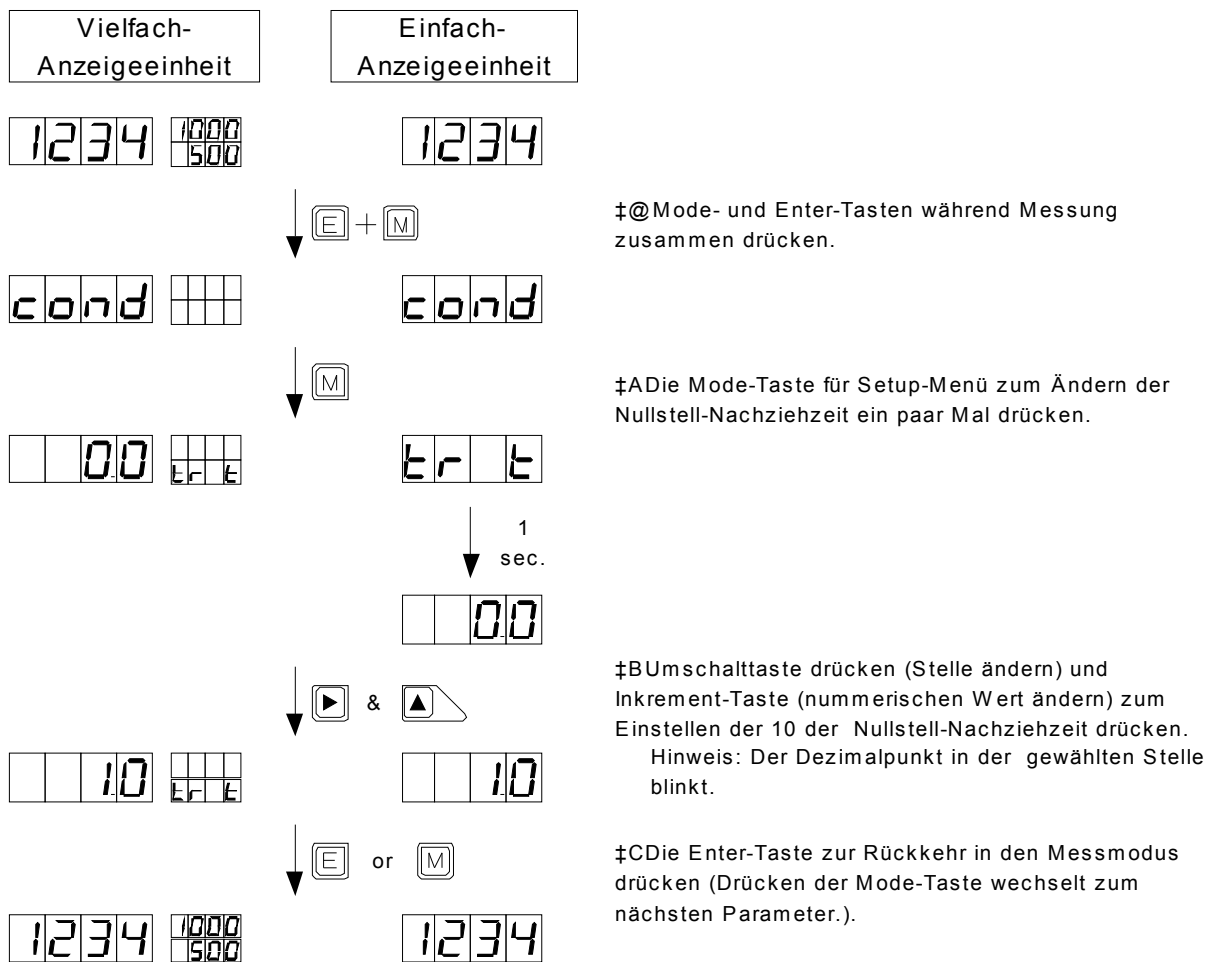 Vielfach-
Anzeigeeinheit
Einfach-
Anzeigeeinheit
1234 1000
500
1234
E + M
‡@Mode- und Enter-Tasten während Messung
zusammen drücken.
cond
cond
M
‡ADie Mode-Taste für Setup-Menü zum Ändern der
Nullstell-Nachziehzeit ein paar Mal drücken.
0.0 tr t
tr t
1
sec.
0.0
&
‡BUmschalttaste drücken (Stelle ändern) und
Inkrement-Taste (nummerischen Wert ändern) zum
Einstellen der 10 der Nullstell-Nachziehzeit drücken.
Hinweis: Der Dezimalpunkt in der gewählten Stelle
blinkt.
1.0 tr t
1.0
E or M
‡CDie Enter-Taste zur Rückkehr in den Messmodus
drücken (Drücken der Mode-Taste wechselt zum
nächsten Parameter.).
1234 1000
500
1234